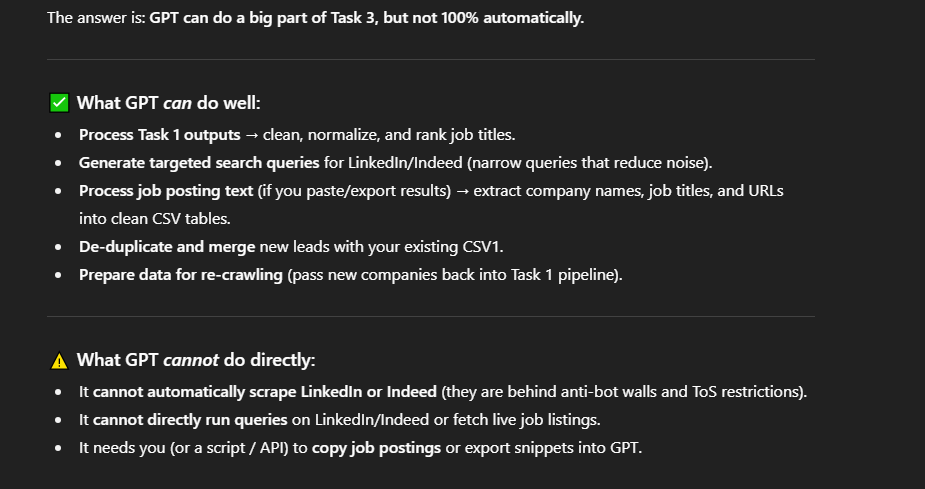 The answer is: GPT can do a big part of Task 3, but not 100% automatically.
✅ What GPT can do well:
• Process Task 1 outputs → clean, normalize, and rank job titles.
• Generate targeted search queries for LinkedIn/Indeed (narrow queries that reduce noise).
• Process job posting text (if you paste/export results) → extract company names, job titles, and URLs
into clean CSV tables.
• De-duplicate and merge new leads with your existing CSV1.
• Prepare data for re-crawling (pass new companies back into Task 1 pipeline).
⚠️ What GPT cannot do directly:
• It cannot automatically scrape LinkedIn or Indeed (they are behind anti-bot walls and ToS restrictions).
• It cannot directly run queries on LinkedIn/Indeed or fetch live job listings.
• It needs you (or a script / API) to copy job postings or export snippets into GPT.